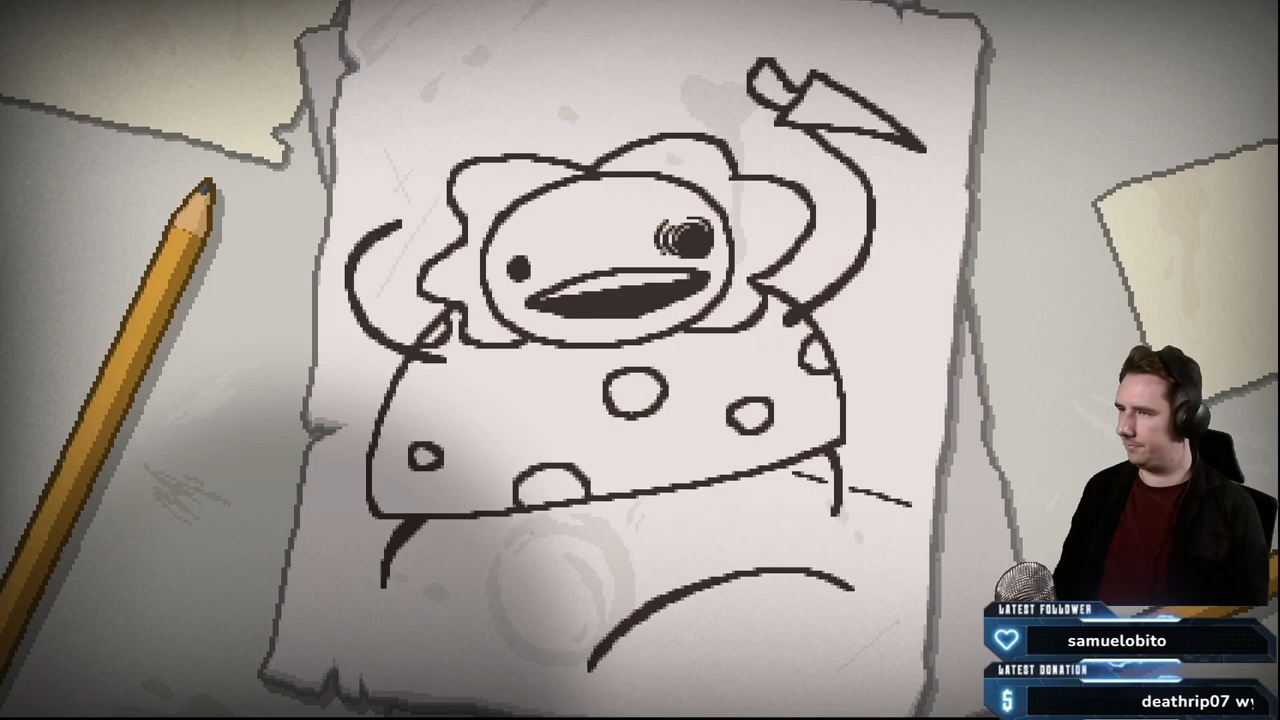 LATEST FOLLOWER
samuelobito
LATEST DONATION
$
deathrip07